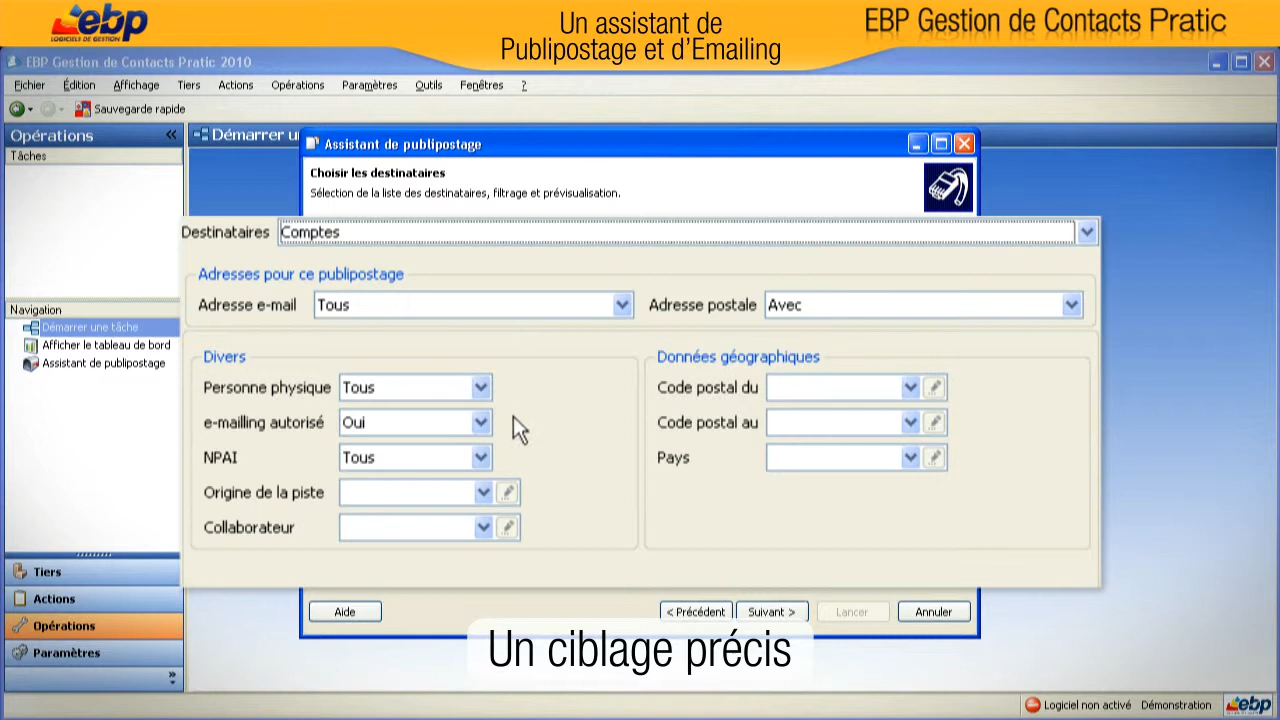 ebp
LOGICIELS DE GESTION
Un assistant de
Publipostage et d'Emailing
EBP Gestion de Contacts Pratic
EBP Gestion de Contacts Pratic 2010
Fichier Édition Affichage Tiers Actions Opérations Paramètres Outils Fenêtres ?
Sauvegarde rapide
Opérations
Démarrer u
Tâches
Assistant de publipostage
Choisir les destinataires
Sélection de la liste des destinataires, filtrage et prévisualisation.
Destinataires Comptes
Adresses pour ce publipostage
Adresse e-mail Tous Adresse postale Avec
Navigation
Démarrer une tâche
Afficher le tableau de bord
Assistant de publipostage
Divers
Personne physique Tous
e-mailling autorisé Oui
NPAI Tous
Origine de la piste
Collaborateur
Données géographiques
Code postal du
Code postal au
Pays
Tiers
Actions
Opérations
Paramètres
Aide < Précédent Suivant > Lancer Annuler
Un ciblage précis
Logiciel non activé Démonstration ebp